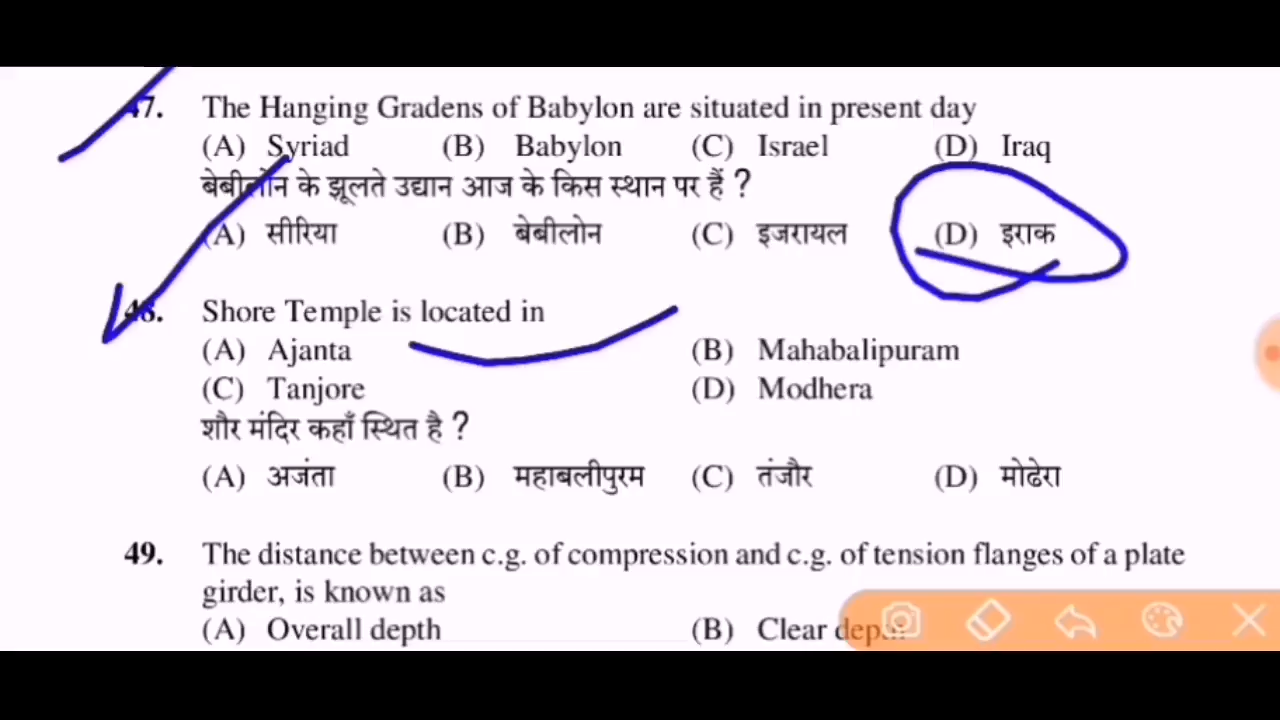 47. The Hanging Gradens of Babylon are situated in present day
(A) Syriad (B) Babylon (C) Israel (D) Iraq
बेबीलोन के झूलते उद्यान आज के किस स्थान पर हैं ?
(A) सीरिया (B) बेबीलोन (C) इजरायल (D) इराक
48. Shore Temple is located in
(A) Ajanta (B) Mahabalipuram
(C) Tanjore (D) Modhera
शौर मंदिर कहाँ स्थित है ?
(A) अजंता (B) महाबलीपुरम (C) तंजौर (D) मोढेरा
49. The distance between c.g. of compression and c.g. of tension flanges of a plate
girder, is known as
(A) Overall depth (B) Clear depth